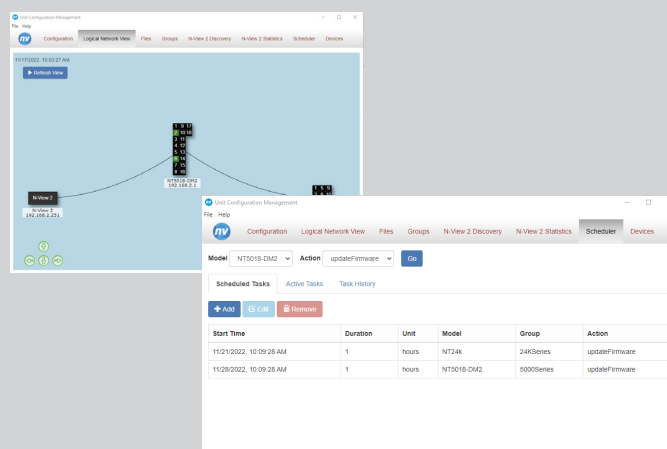 Unit Configuration Management
File Help
nv Configuration Logical Network View Files Groups N-View 2 Discovery N-View 2 Statistics Scheduler Devices
11/17/2022, 10:09:27 AM
Refresh View
1 9 17
2 10 18
3 11
4 12
5 13
6 14
7 15
8 16
NT5018-DM2
192.168.2.1
N-View 2
N-View 2
192.168.2.251
1 5 9
Unit Configuration Management
File Help
nv Configuration Logical Network View Files Groups N-View 2 Discovery N-View 2 Statistics Scheduler Devices
Model NT5018-DM2 Action updateFirmware Go
Scheduled Tasks Active Tasks Task History
Add Edit Remove
Start Time Duration Unit Model Group Action
11/21/2022, 10:09:28 AM 1 hours NT24k 24KSeries updateFirmware
11/28/2022, 10:09:28 AM 1 hours NT5018-DM2 5000Series updateFirmware